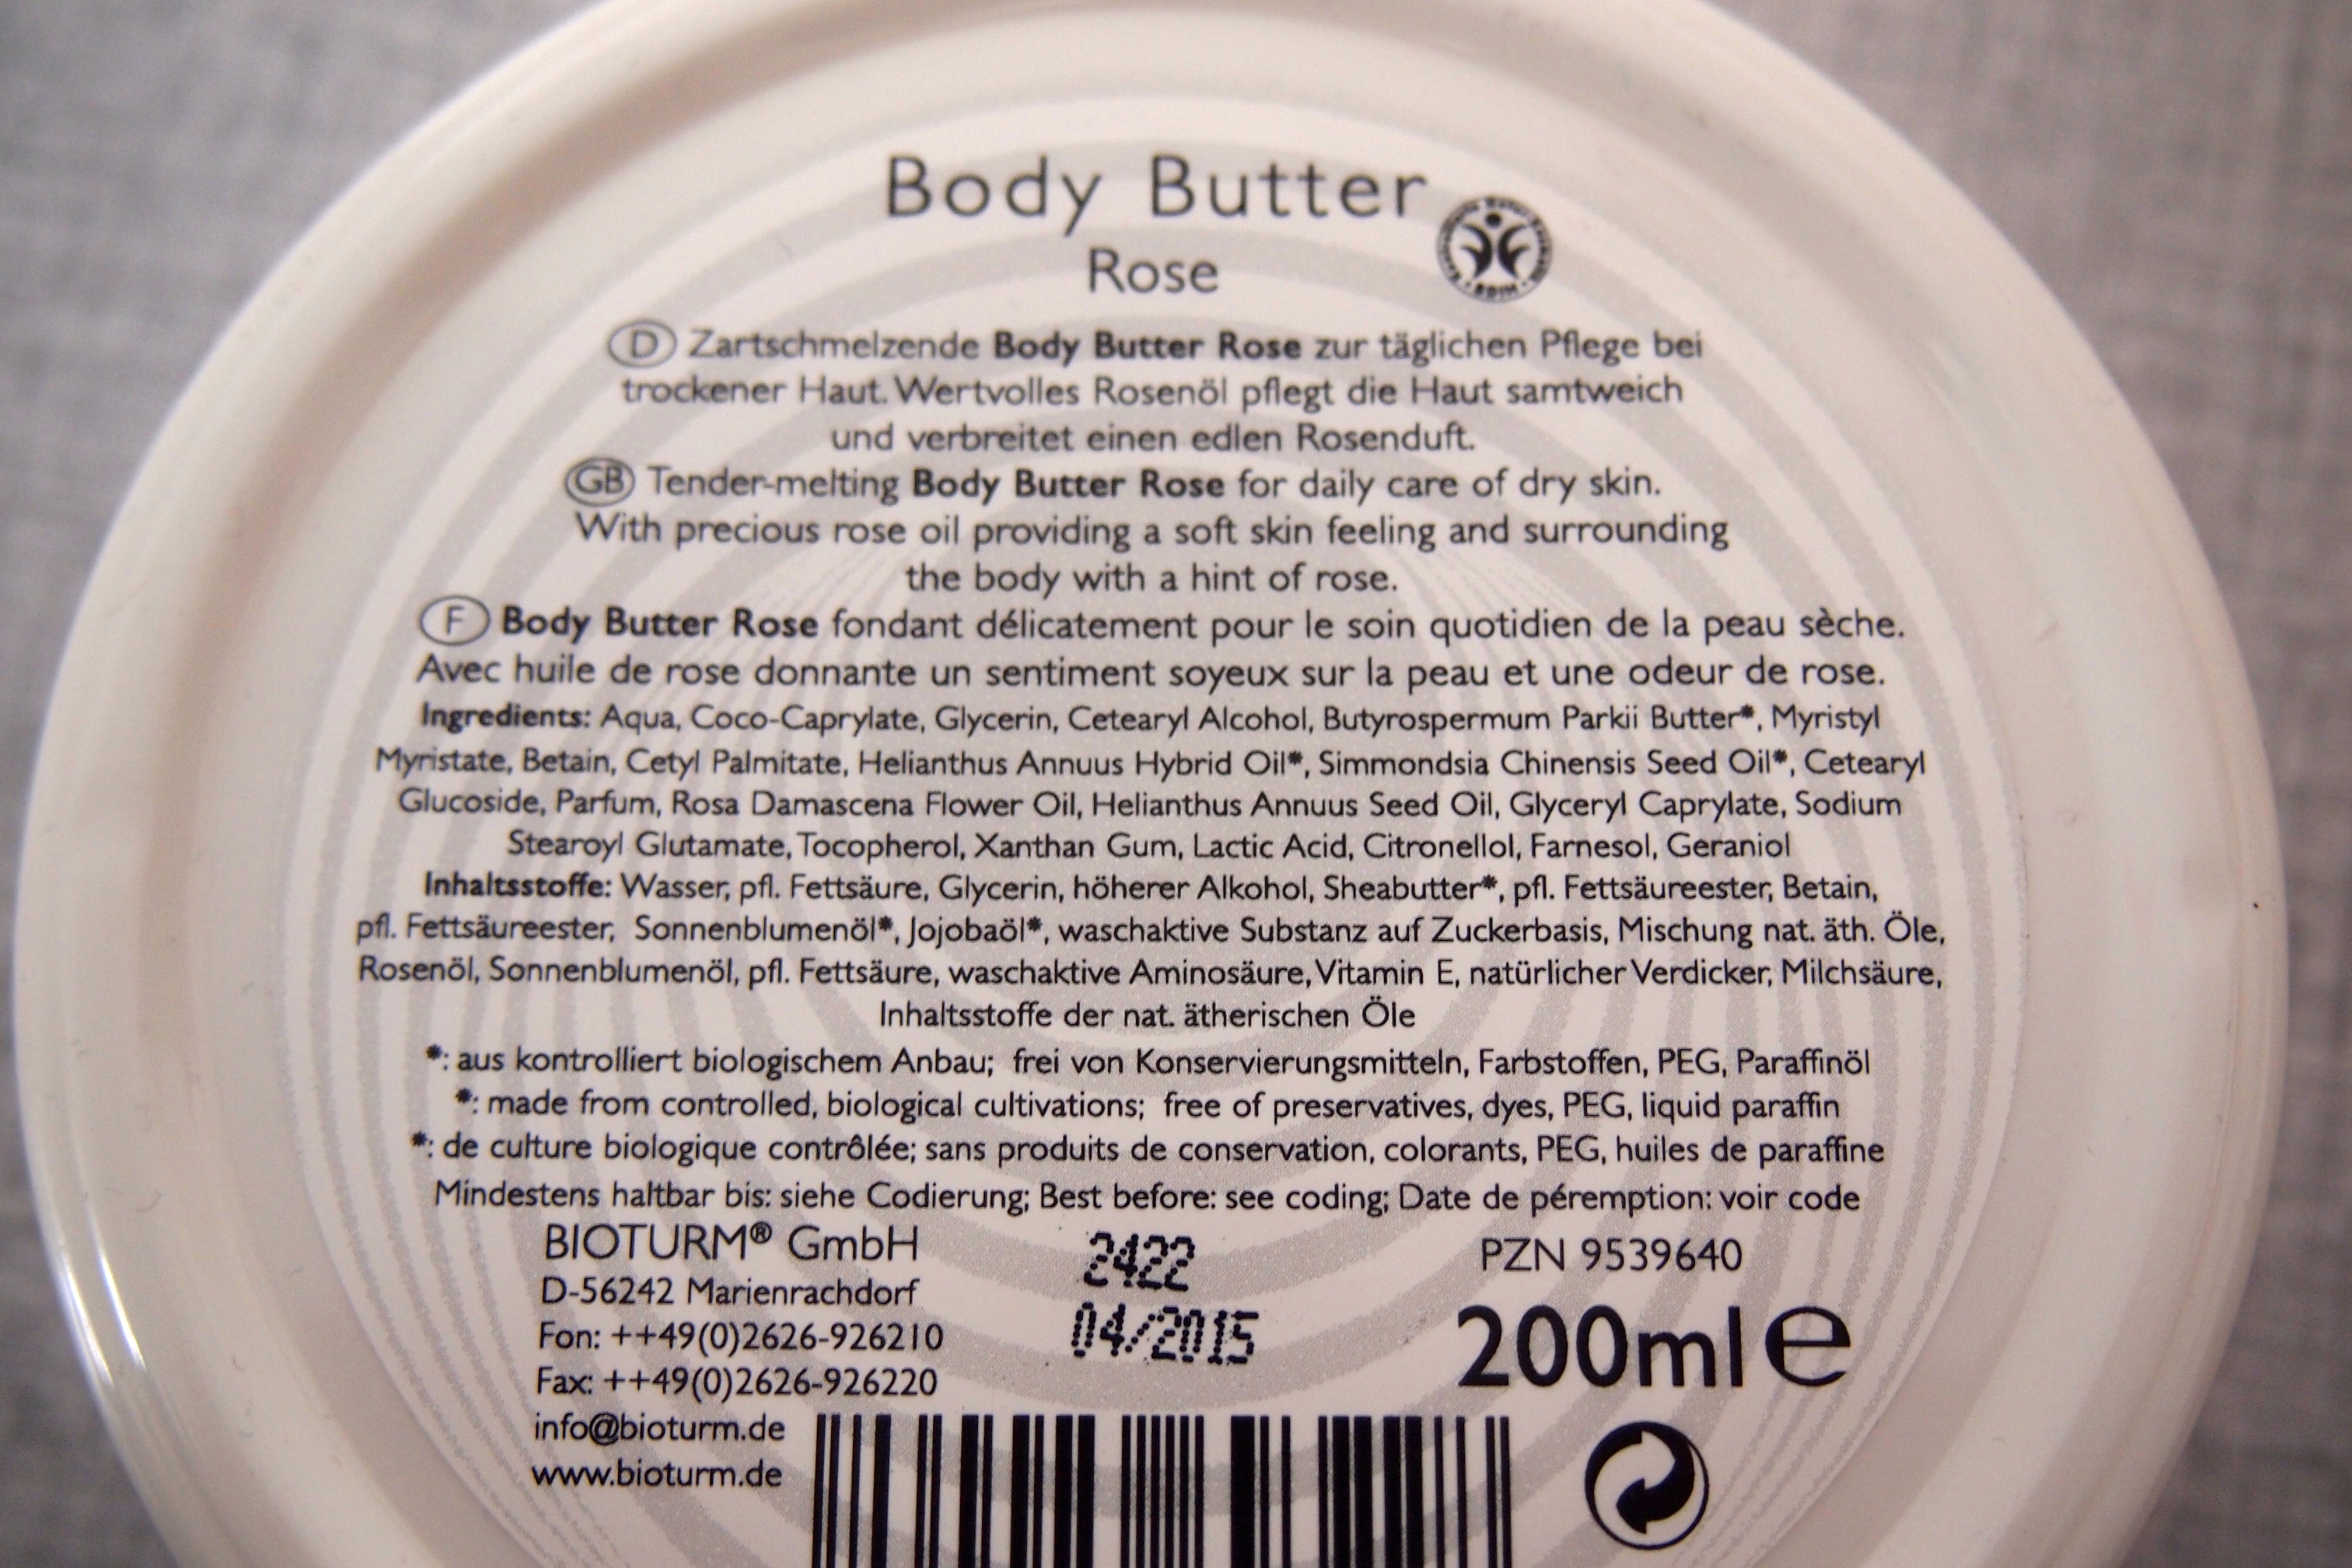 Body Butter
Rose
BDIH
D Zartschmelzende Body Butter Rose zur täglichen Pflege bei
trockener Haut. Wertvolles Rosenöl pflegt die Haut samtweich
und verbreitet einen edlen Rosenduft.
GB Tender-melting Body Butter Rose for daily care of dry skin.
With precious rose oil providing a soft skin feeling and surrounding
the body with a hint of rose.
F Body Butter Rose fondant délicatement pour le soin quotidien de la peau sèche.
Avec huile de rose donnante un sentiment soyeux sur la peau et une odeur de rose.
Ingredients: Aqua, Coco-Caprylate, Glycerin, Cetearyl Alcohol, Butyrospermum Parkii Butter*, Myristyl
Myristate, Betain, Cetyl Palmitate, Helianthus Annuus Hybrid Oil*, Simmondsia Chinensis Seed Oil*, Cetearyl
Glucoside, Parfum, Rosa Damascena Flower Oil, Helianthus Annuus Seed Oil, Glyceryl Caprylate, Sodium
Stearoyl Glutamate, Tocopherol, Xanthan Gum, Lactic Acid, Citronellol, Farnesol, Geraniol
Inhaltsstoffe: Wasser, pfl. Fettsäure, Glycerin, höherer Alkohol, Sheabutter*, pfl. Fettsäureester, Betain,
pfl. Fettsäureester, Sonnenblumenöl*, Jojobaöl*, waschaktive Substanz auf Zuckerbasis, Mischung nat. äth. Öle,
Rosenöl, Sonnenblumenöl, pfl. Fettsäure, waschaktive Aminosäure, Vitamin E, natürlicher Verdicker, Milchsäure,
Inhaltsstoffe der nat. ätherischen Öle
*: aus kontrolliert biologischem Anbau; frei von Konservierungsmitteln, Farbstoffen, PEG, Paraffinöl
*: made from controlled, biological cultivations; free of preservatives, dyes, PEG, liquid paraffin
*: de culture biologique contrôlée; sans produits de conservation, colorants, PEG, huiles de paraffine
Mindestens haltbar bis: siehe Codierung; Best before: see coding; Date de péremption: voir code
BIOTURM® GmbH
D-56242 Marienrachdorf
Fon: ++49(0)2626-926210
Fax: ++49(0)2626-926220
info@bioturm.de
www.bioturm.de
2422
04/2015
PZN 9539640
200ml e